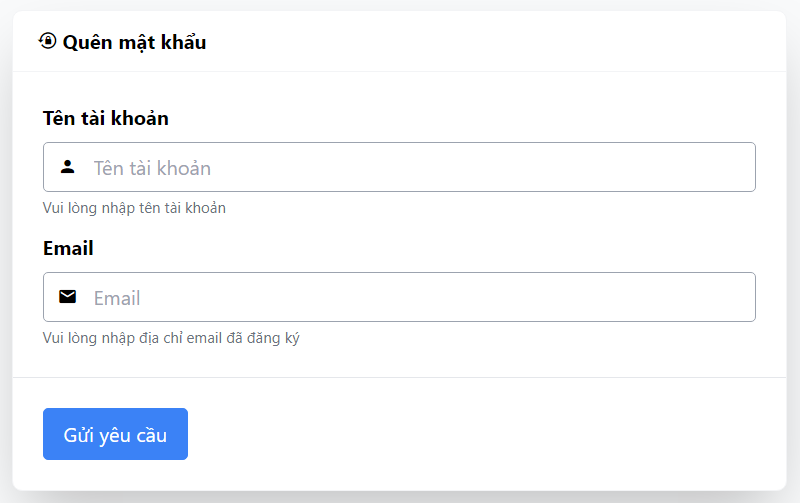 Quên mật khẩu
Tên tài khoản
Tên tài khoản
Vui lòng nhập tên tài khoản
Email
Email
Vui lòng nhập địa chỉ email đã đăng ký
Gửi yêu cầu